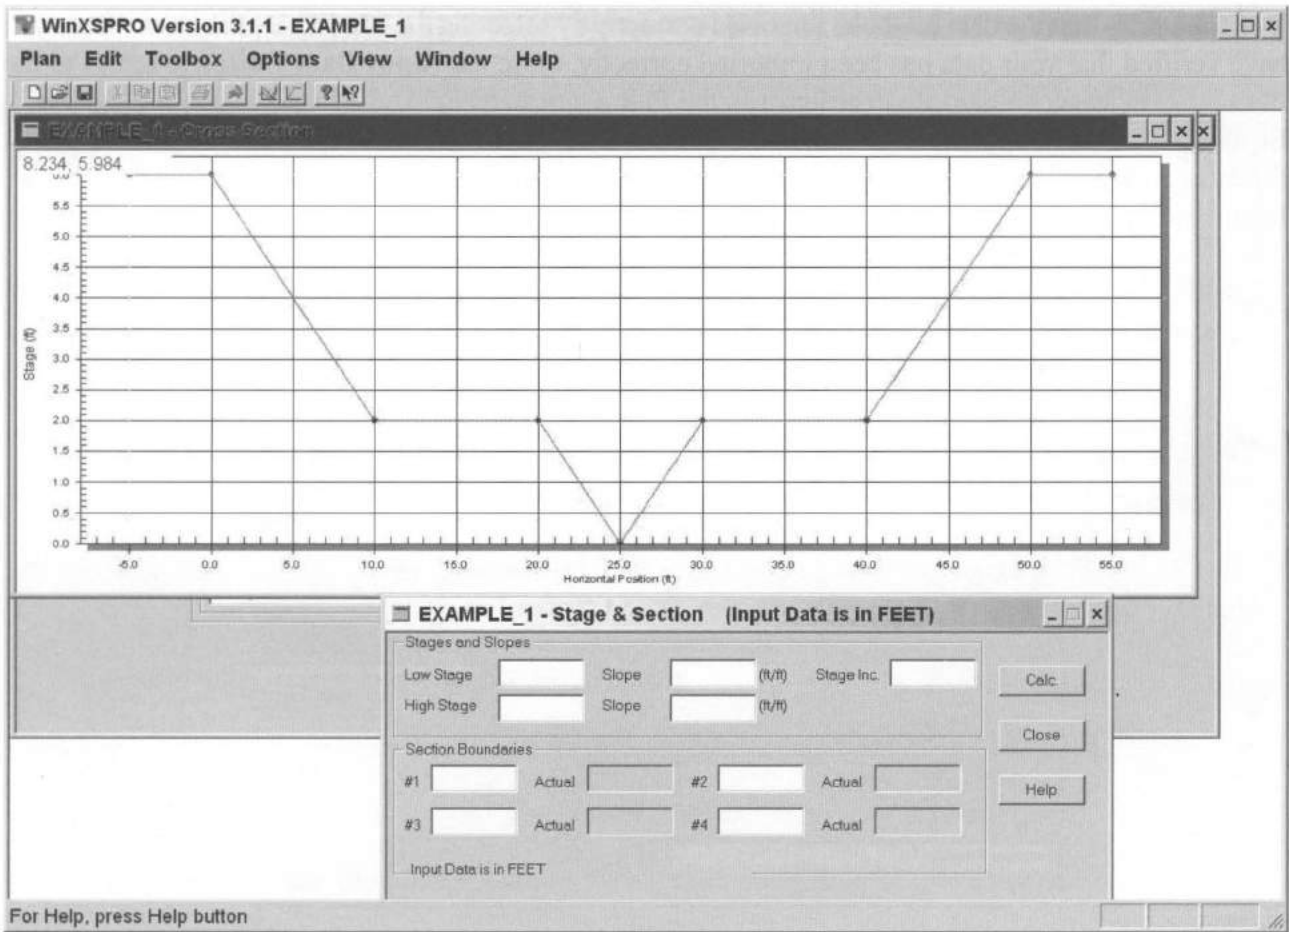 WinXSPRO Version 3.1.1 - EXAMPLE_1
Plan Edit Toolbox Options View Window Help
EXAMPLE_1 - Cross Section
8.234, 5.984
5.5
5.0
4.5
4.0
3.5
3.0
2.5
2.0
1.5
1.0
0.5
0.0
Stage (ft)
-5.0 0.0 5.0 10.0 15.0 20.0 25.0 30.0 35.0 40.0 45.0 50.0 55.0
Horizontal Position (ft)
EXAMPLE_1 - Stage & Section (Input Data is in FEET)
Stages and Slopes
Low Stage Slope (ft/ft) Stage Inc. Calc.
High Stage Slope (ft/ft)
Close
Section Boundaries
#1 Actual #2 Actual
Help
#3 Actual #4 Actual
Input Data is in FEET
For Help, press Help button